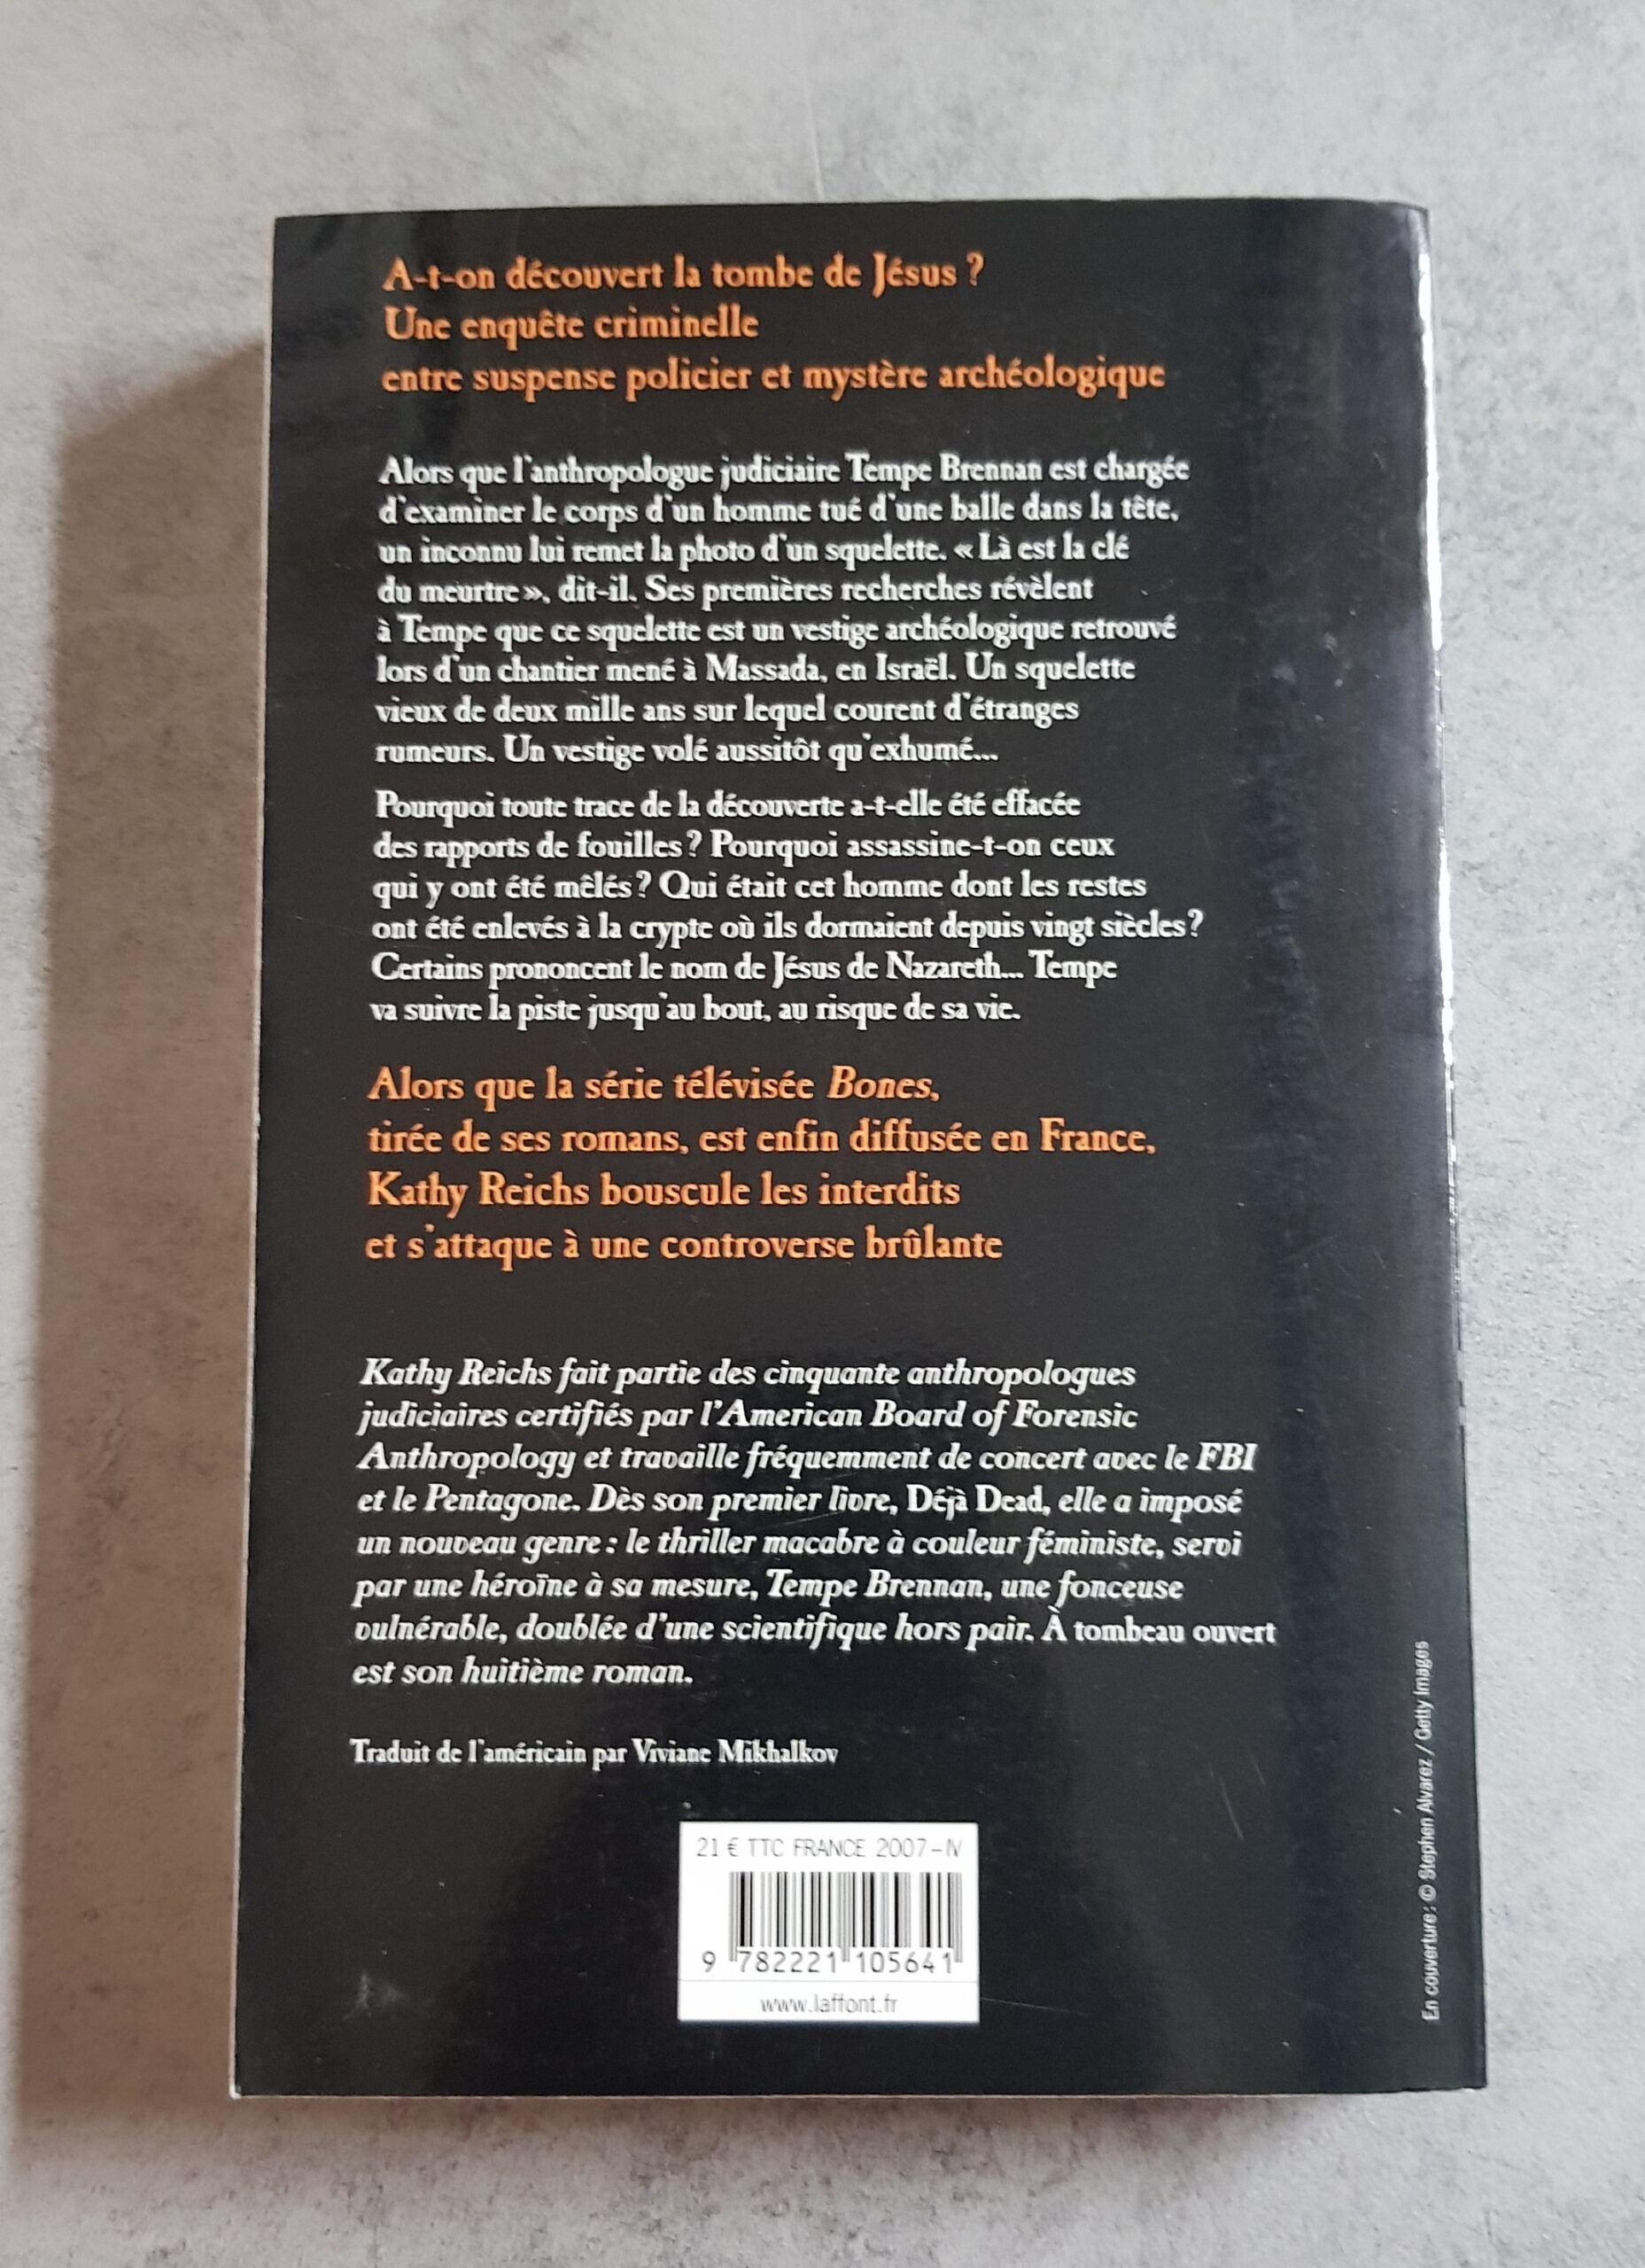 A-t-on découvert la tombe de Jésus ?
Une enquête criminelle
entre suspense policier et mystère archéologique
Alors que l'anthropologue judiciaire Tempe Brennan est chargée
d'examiner le corps d'un homme tué d'une balle dans la tête,
un inconnu lui remet la photo d'un squelette. « Là est la clé
du meurtre », dit-il. Ses premières recherches révèlent
à Tempe que ce squelette est un vestige archéologique retrouvé
lors d'un chantier mené à Massada, en Israël. Un squelette
vieux de deux mille ans sur lequel courent d'étranges
rumeurs. Un vestige volé aussitôt qu'exhumé...
Pourquoi toute trace de la découverte a-t-elle été effacée
des rapports de fouilles ? Pourquoi assassine-t-on ceux
qui y ont été mêlés ? Qui était cet homme dont les restes
ont été enlevés à la crypte où ils dormaient depuis vingt siècles ?
Certains prononcent le nom de Jésus de Nazareth... Tempe
va suivre la piste jusqu'au bout, au risque de sa vie.
Alors que la série télévisée Bones,
tirée de ses romans, est enfin diffusée en France,
Kathy Reichs bouscule les interdits
et s'attaque à une controverse brûlante
Kathy Reichs fait partie des cinquante anthropologues
judiciaires certifiés par l'American Board of Forensic
Anthropology et travaille fréquemment de concert avec le FBI
et le Pentagone. Dès son premier livre, Déjà Dead, elle a imposé
un nouveau genre : le thriller macabre à couleur féministe, servi
par une héroïne à sa mesure, Tempe Brennan, une fonceuse
vulnérable, doublée d'une scientifique hors pair. À tombeau ouvert
est son huitième roman.
Traduit de l'américain par Viviane Mikhalkov
21 € TTC FRANCE 2007-IV
9 782221 105641
www.laffont.fr
En couverture : © Stephen Alvarez / Getty Images